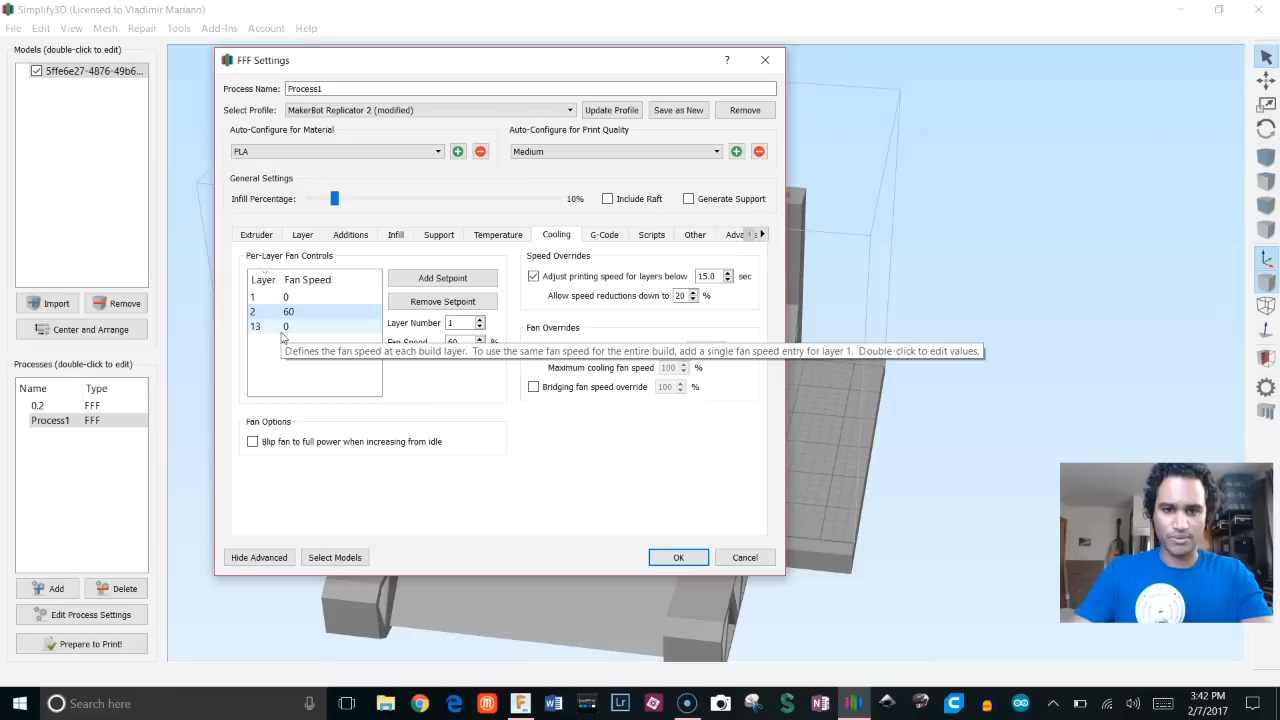 Simplify3D (Licensed to Vladimir Mariano)
File Edit View Mesh Repair Tools Add-Ins Account Help
Models (double-click to edit)
5ffe6e27-4876-49b6...
Import Remove
Center and Arrange
Processes (double-click to edit)
Name Type
0.2 FFF
Process1 FFF
Add Delete
Edit Process Settings
Prepare to Print!
FFF Settings
Process Name: Process1
Select Profile: MakerBot Replicator 2 (modified) Update Profile Save as New Remove
Auto-Configure for Material Auto-Configure for Print Quality
PLA Medium
General Settings
Infill Percentage: 10% Include Raft Generate Support
Extruder Layer Additions Infill Support Temperature Cooling G-Code Scripts Other Adva
Per-Layer Fan Controls
Layer Fan Speed
1 0
2 60
13 0
Add Setpoint
Remove Setpoint
Layer Number 1
Fan Speed 60 %
Speed Overrides
Adjust printing speed for layers below 15.0 sec
Allow speed reductions down to 20 %
Fan Overrides
Defines the fan speed at each build layer. To use the same fan speed for the entire build, add a single fan speed entry for layer 1. Double-click to edit values.
Maximum cooling fan speed 100 %
Bridging fan speed override 100 %
Fan Options
Blip fan to full power when increasing from idle
Hide Advanced Select Models OK Cancel
Search here
3:42 PM
2/7/2017